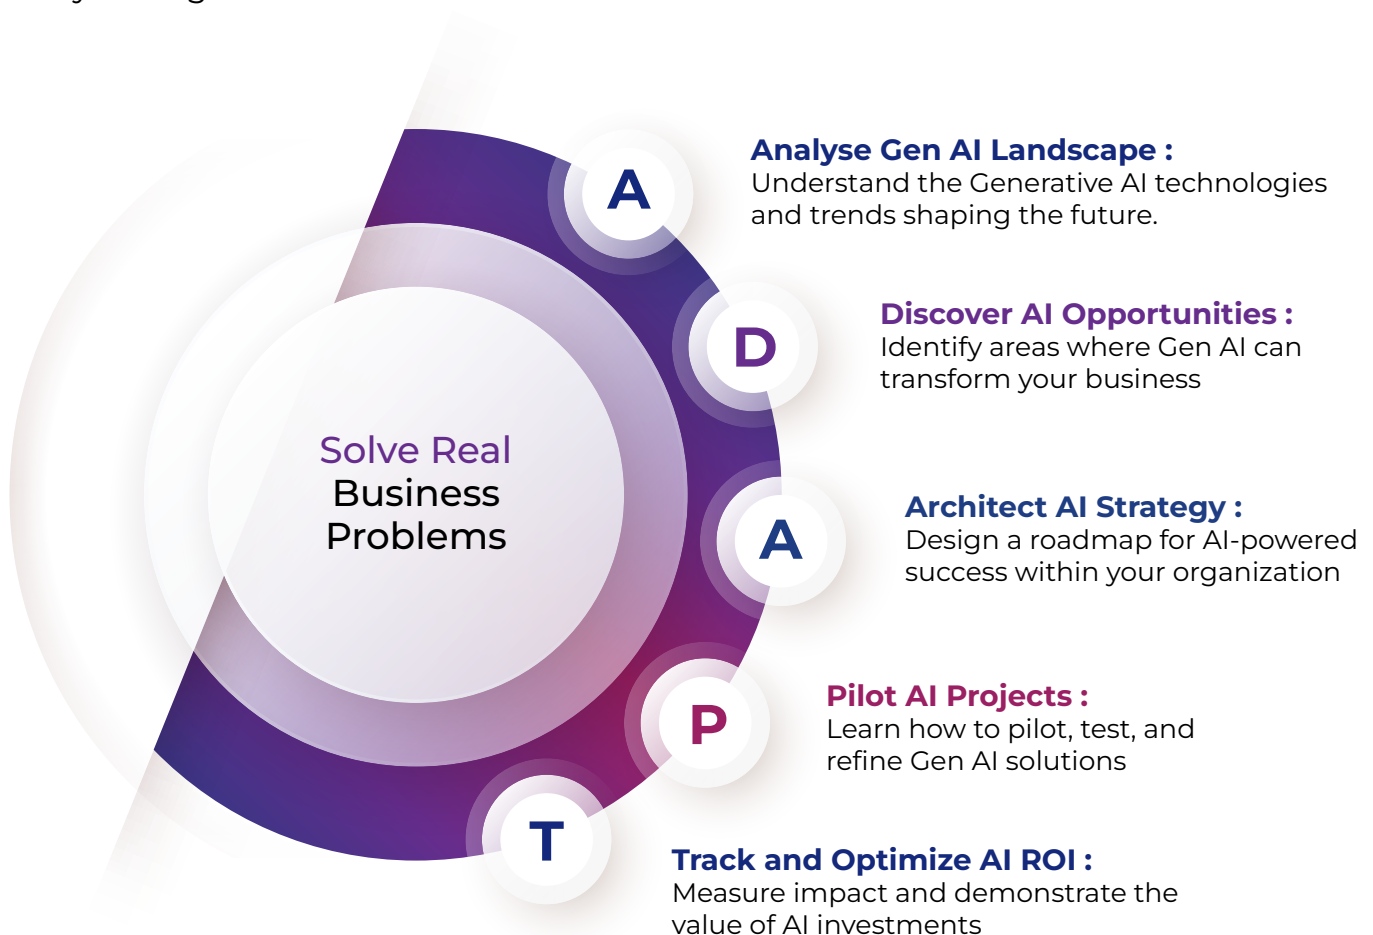 A
Analyse Gen AI Landscape :
Understand the Generative AI technologies
and trends shaping the future.
D
Discover AI Opportunities :
Identify areas where Gen AI can
transform your business
Solve Real
Business
Problems
A
Architect AI Strategy :
Design a roadmap for AI-powered
success within your organization
P
Pilot AI Projects :
Learn how to pilot, test, and
refine Gen AI solutions
T
Track and Optimize AI ROI :
Measure impact and demonstrate the
value of AI investments